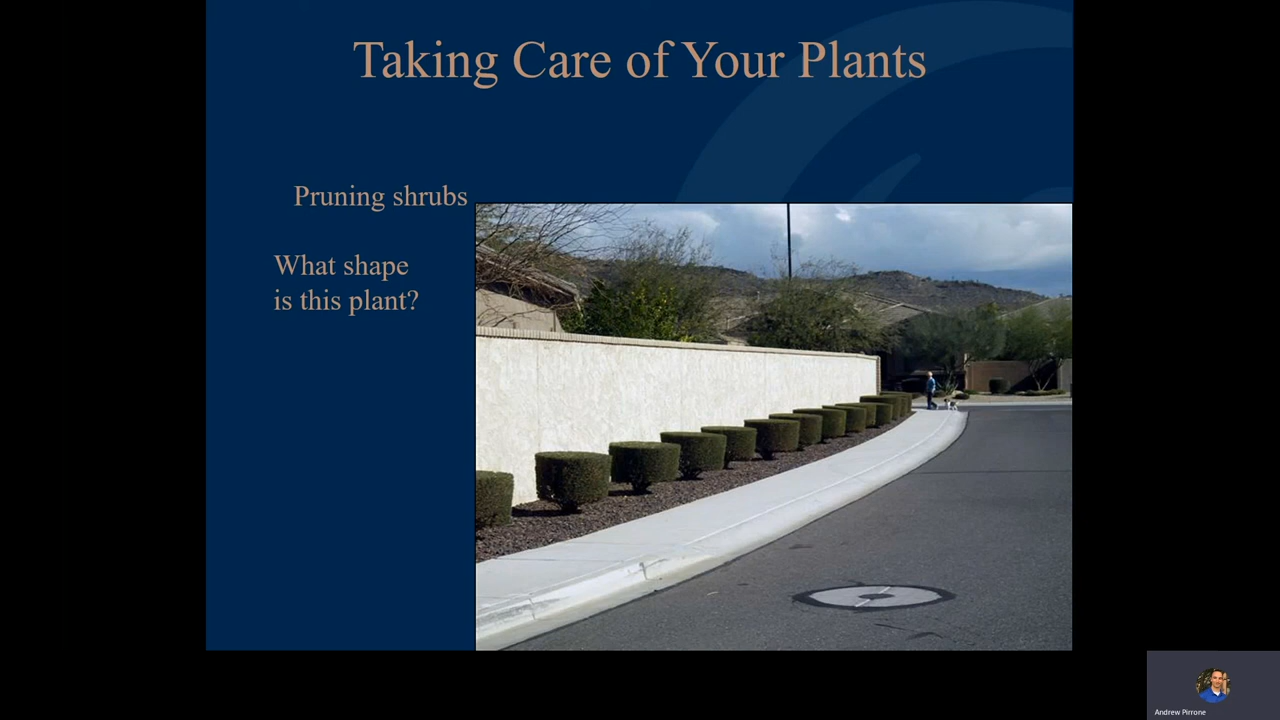 Taking Care of Your Plants
Pruning shrubs
What shape
is this plant?
Andrew Pirrone